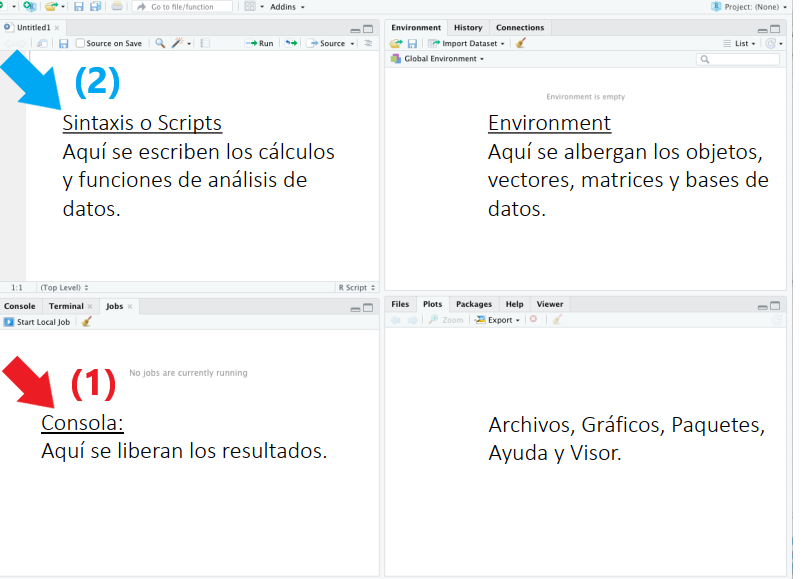 Go to file/function
Addins
Project: (None)
Untitled1
Source on Save
Run
Source
(2)
Sintaxis o Scripts
Aquí se escriben los cálculos
y funciones de análisis de
datos.
1:1
(Top Level)
R Script
Environment
History
Connections
Import Dataset
List
Global Environment
Environment is empty
Environment
Aquí se albergan los objetos,
vectores, matrices y bases de
datos.
Console
Terminal
Jobs
Start Local Job
No jobs are currently running
(1)
Consola:
Aquí se liberan los resultados.
Files
Plots
Packages
Help
Viewer
Zoom
Export
Archivos, Gráficos, Paquetes,
Ayuda y Visor.